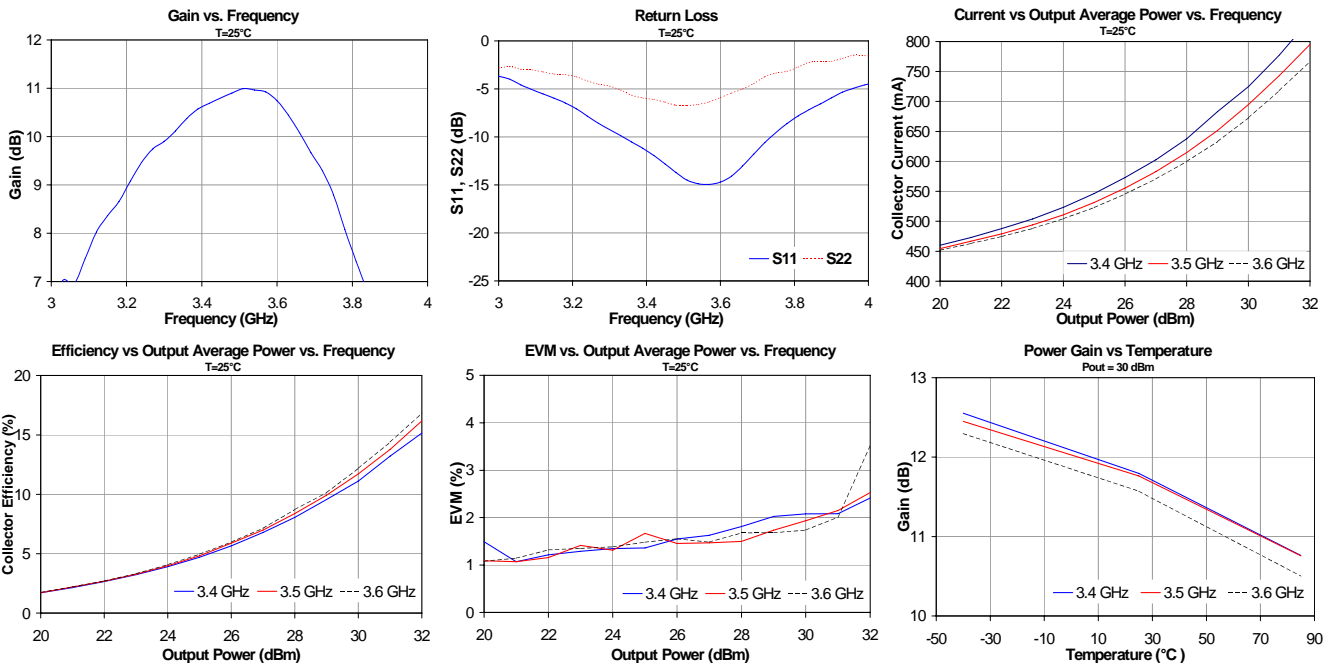 Gain vs. Frequency
T=25°C
Gain (dB)
12
11
10
9
8
7
3 3.2 3.4 3.6 3.8 4
Frequency (GHz)
Return Loss
T=25°C
S11, S22 (dB)
0
-5
-10
-15
-20
-25
S11 S22
3 3.2 3.4 3.6 3.8 4
Frequency (GHz)
Current vs Output Average Power vs. Frequency
T=25°C
Collector Current (mA)
800
750
700
650
600
550
500
450
400
3.4 GHz 3.5 GHz 3.6 GHz
20 22 24 26 28 30 32
Output Power (dBm)
Efficiency vs Output Average Power vs. Frequency
T=25°C
Collector Efficiency (%)
20
15
10
5
0
3.4 GHz 3.5 GHz 3.6 GHz
20 22 24 26 28 30 32
Output Power (dBm)
EVM vs. Output Average Power vs. Frequency
T=25°C
EVM (%)
5
4
3
2
1
0
3.4 GHz 3.5 GHz 3.6 GHz
20 22 24 26 28 30 32
Output Power (dBm)
Power Gain vs Temperature
Pout = 30 dBm
Gain (dB)
13
12
11
10
3.4 GHz 3.5 GHz 3.6 GHz
-50 -30 -10 10 30 50 70 90
Temperature (°C )